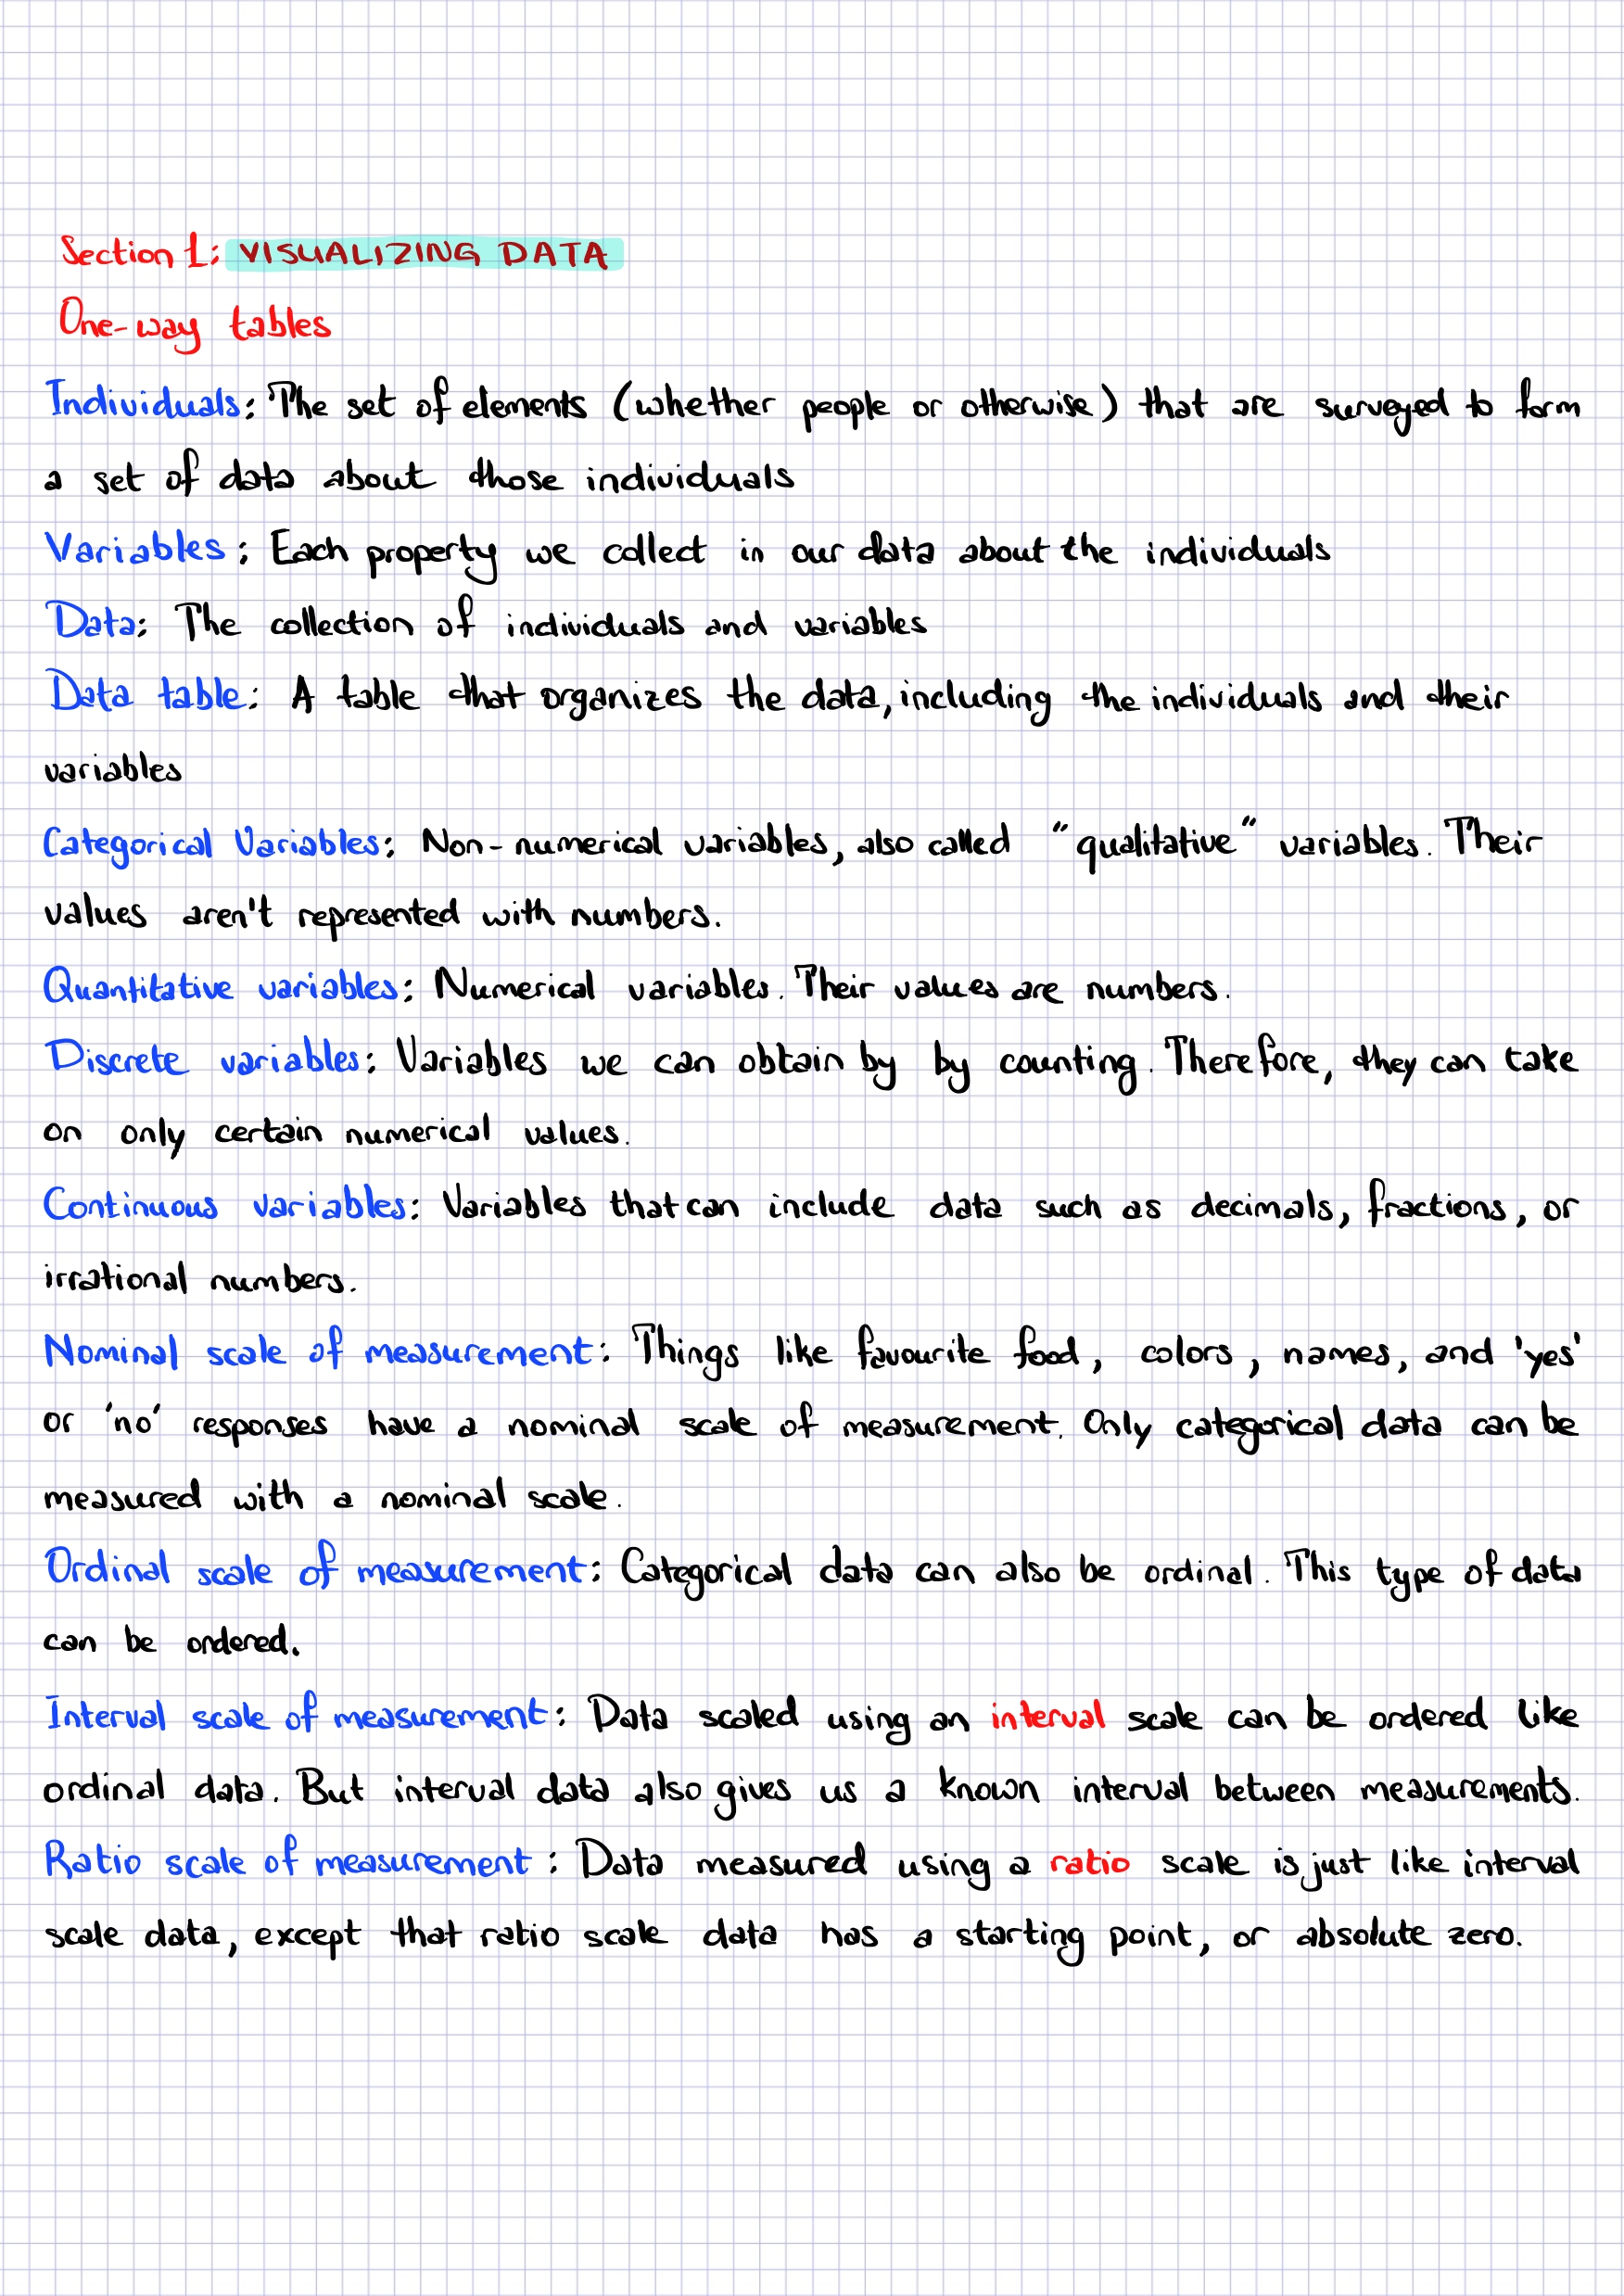 Section 1: VISUALIZING DATA
One-way tables
Individuals: The set of elements (whether people or otherwise) that are surveyed to form
a set of data about those individuals
Variables: Each property we collect in our data about the individuals
Data: The collection of individuals and variables
Data table: A table that organizes the data, including the individuals and their
variables
Categorical Variables: Non-numerical variables, also called “qualitative” variables. Their
values aren't represented with numbers.
Quantitative variables: Numerical variables. Their values are numbers.
Discrete variables: Variables we can obtain by by counting. Therefore, they can take
on only certain numerical values.
Continuous variables: Variables that can include data such as decimals, fractions, or
irrational numbers.
Nominal scale of measurement: Things like favourite food, colors, names, and 'yes'
or 'no' responses have a nominal scale of measurement. Only categorical data can be
measured with a nominal scale.
Ordinal scale of measurement: Categorical data can also be ordinal. This type of data
can be ordered.
Interval scale of measurement: Data scaled using an interval scale can be ordered like
ordinal data. But interval data also gives us a known interval between measurements.
Ratio scale of measurement: Data measured using a ratio scale is just like interval
scale data, except that ratio scale data has a starting point, or absolute zero.